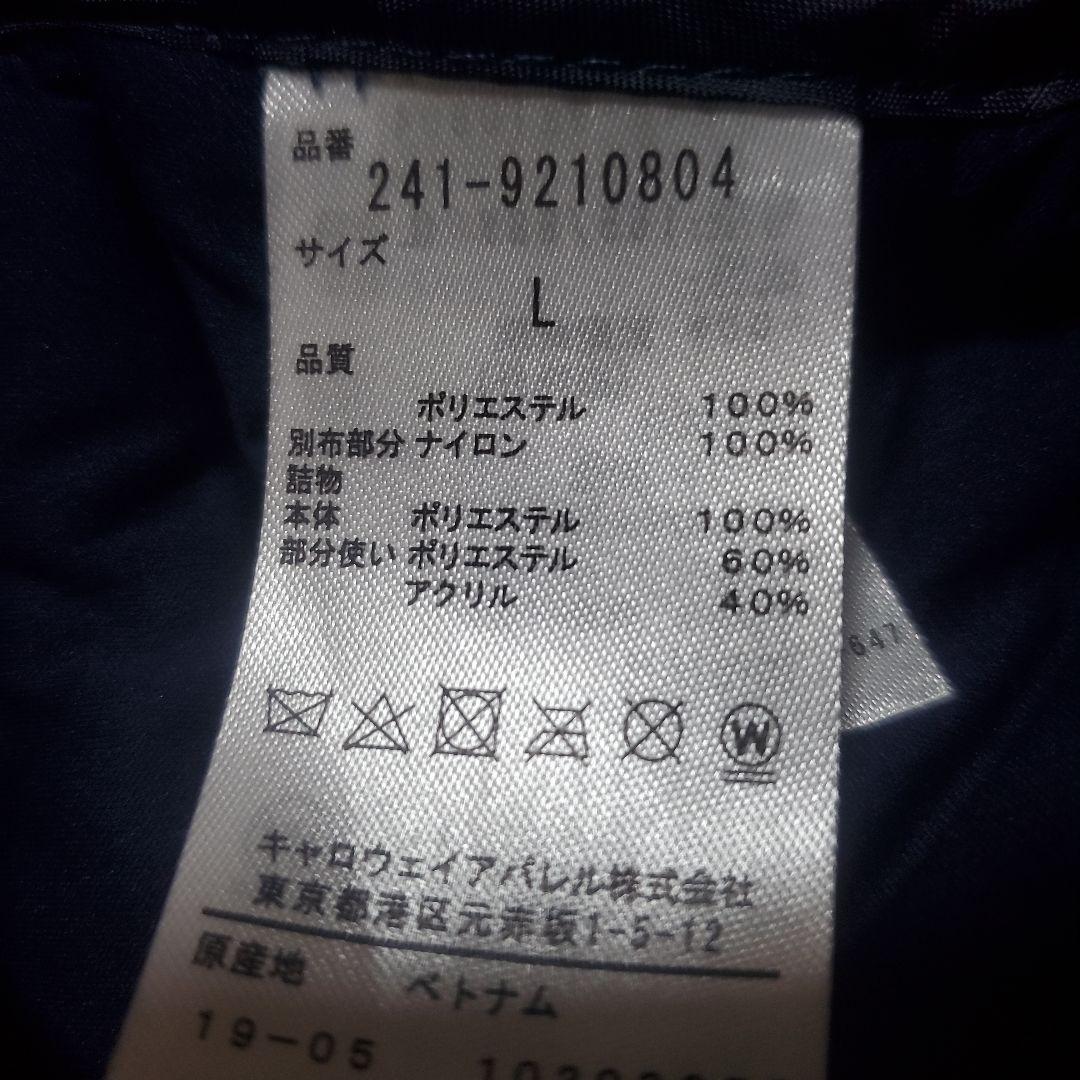 品番
241-9210804
サイズ
L
品質
ポリエステル 100%
別布部分 ナイロン 100%
詰物
本体 ポリエステル 100%
部分使い ポリエステル 60%
アクリル 40%
W
キャロウェイアパレル株式会社
東京都港区元赤坂1-5-12
原産地 ベトナム
19-05
647